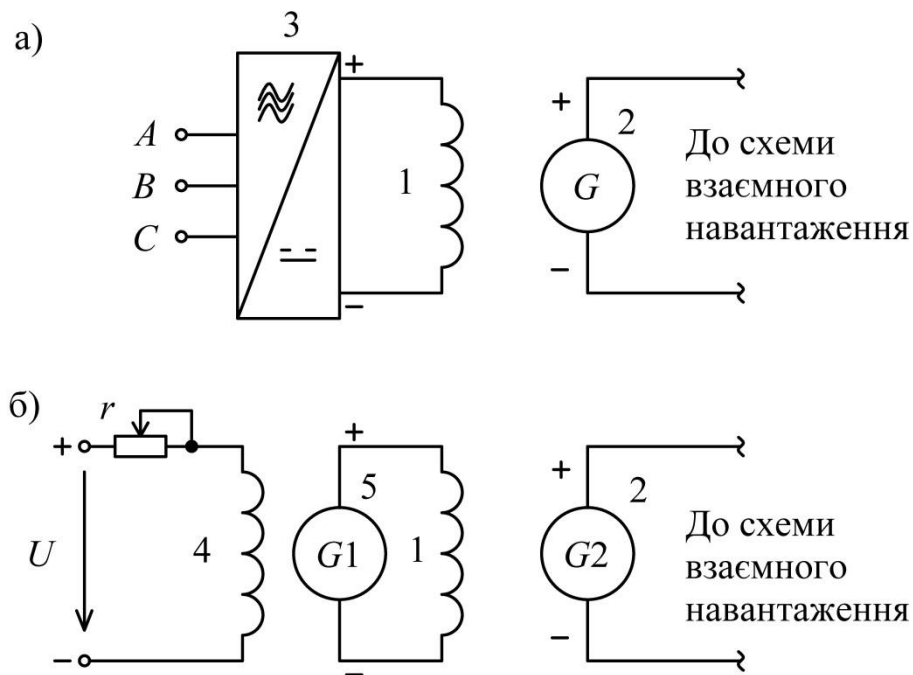 а)
3
+
A
B
C
1
−
+
2
G
−
До схеми
взаємного
навантаження
б)
r
+
U
−
4
+
5
G1
−
1
+
2
G2
−
До схеми
взаємного
навантаження